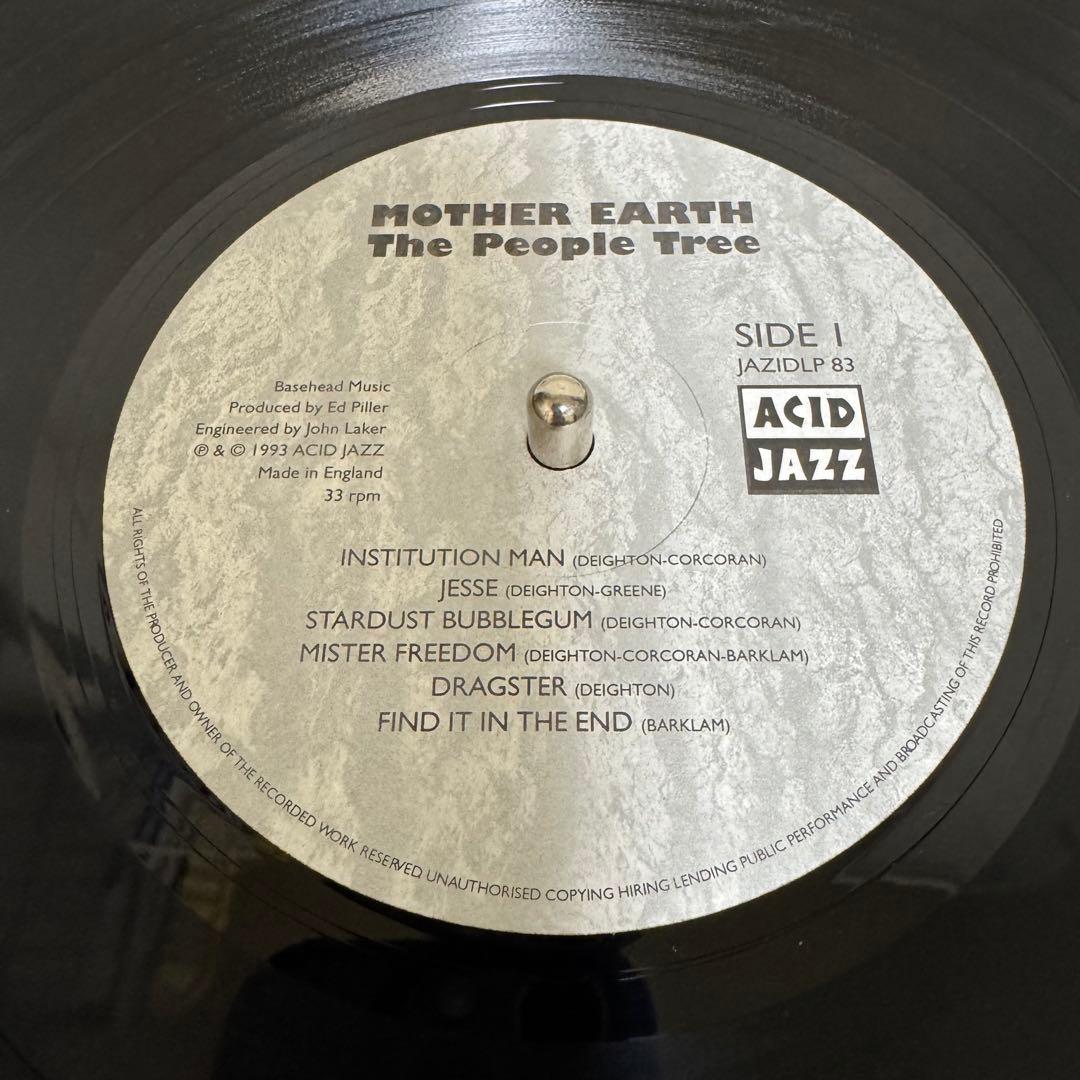 MOTHER EARTH
The People Tree
SIDE 1
JAZIDLP 83
ACID
JAZZ
Basehead Music
Produced by Ed Piller
Engineered by John Laker
℗ & © 1993 ACID JAZZ
Made in England
33 rpm
INSTITUTION MAN (DEIGHTON-CORCORAN)
JESSE (DEIGHTON-GREENE)
STARDUST BUBBLEGUM (DEIGHTON-CORCORAN)
MISTER FREEDOM (DEIGHTON-CORCORAN-BARKLAM)
DRAGSTER (DEIGHTON)
FIND IT IN THE END (BARKLAM)
ALL RIGHTS OF THE PRODUCER AND OWNER OF THE RECORDED WORK RESERVED UNAUTHORISED COPYING HIRING LENDING PUBLIC PERFORMANCE AND BROADCASTING OF THIS RECORD PROHIBITED